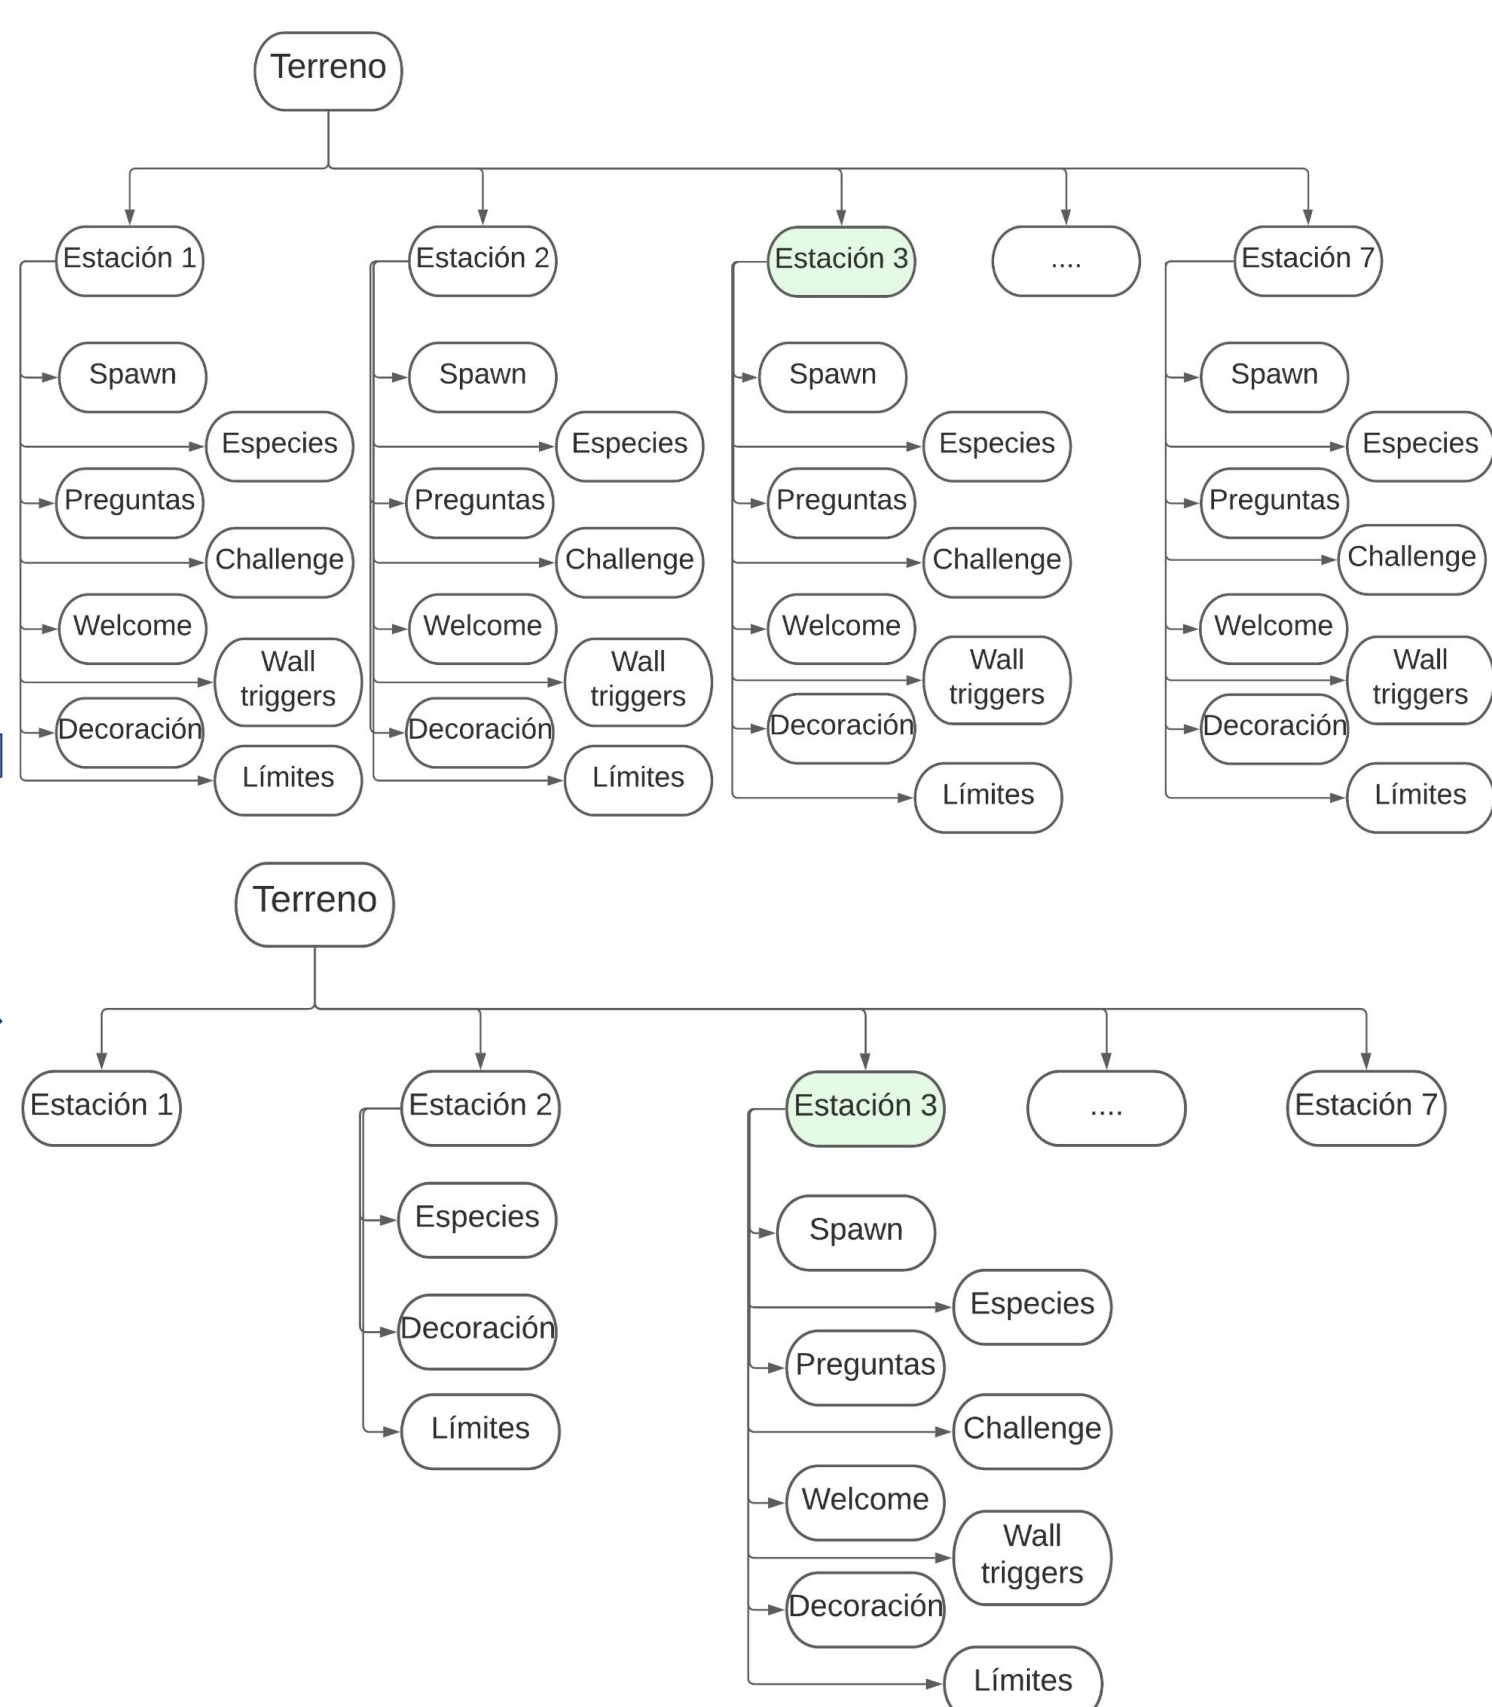 Terreno
Estación 1
Estación 2
Estación 3
....
Estación 7
Spawn
Spawn
Spawn
Spawn
Especies
Especies
Especies
Especies
Preguntas
Preguntas
Preguntas
Preguntas
Challenge
Challenge
Challenge
Challenge
Welcome
Welcome
Welcome
Welcome
Wall
triggers
Wall
triggers
Wall
triggers
Wall
triggers
Decoración
Decoración
Decoración
Decoración
Límites
Límites
Límites
Límites
Terreno
Estación 1
Estación 2
Estación 3
....
Estación 7
Especies
Decoración
Límites
Spawn
Especies
Preguntas
Challenge
Welcome
Wall
triggers
Decoración
Límites